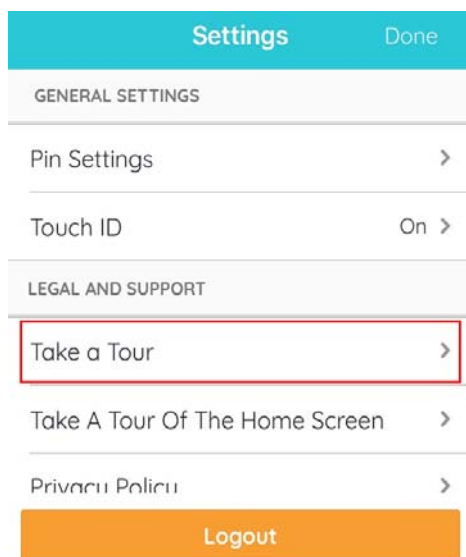 Settings Done
GENERAL SETTINGS
Pin Settings
Touch ID On
LEGAL AND SUPPORT
Take a Tour
Take A Tour Of The Home Screen
Privacy Policy
Logout